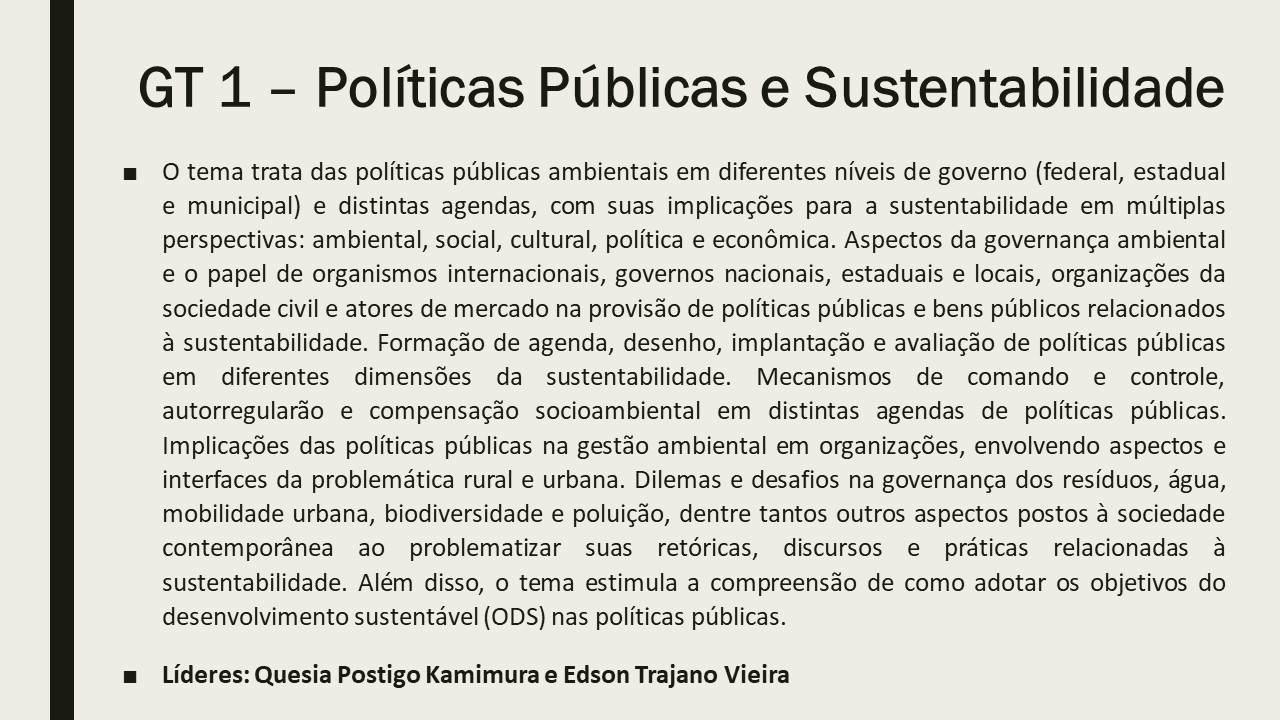 GT 1 – Políticas Públicas e Sustentabilidade
■ O tema trata das políticas públicas ambientais em diferentes níveis de governo (federal, estadual
e municipal) e distintas agendas, com suas implicações para a sustentabilidade em múltiplas
perspectivas: ambiental, social, cultural, política e econômica. Aspectos da governança ambiental
e o papel de organismos internacionais, governos nacionais, estaduais e locais, organizações da
sociedade civil e atores de mercado na provisão de políticas públicas e bens públicos relacionados
à sustentabilidade. Formação de agenda, desenho, implantação e avaliação de políticas públicas
em diferentes dimensões da sustentabilidade. Mecanismos de comando e controle,
autorregularão e compensação socioambiental em distintas agendas de políticas públicas.
Implicações das políticas públicas na gestão ambiental em organizações, envolvendo aspectos e
interfaces da problemática rural e urbana. Dilemas e desafios na governança dos resíduos, água,
mobilidade urbana, biodiversidade e poluição, dentre tantos outros aspectos postos à sociedade
contemporânea ao problematizar suas retóricas, discursos e práticas relacionadas à
sustentabilidade. Além disso, o tema estimula a compreensão de como adotar os objetivos do
desenvolvimento sustentável (ODS) nas políticas públicas.
■ Líderes: Quesia Postigo Kamimura e Edson Trajano Vieira